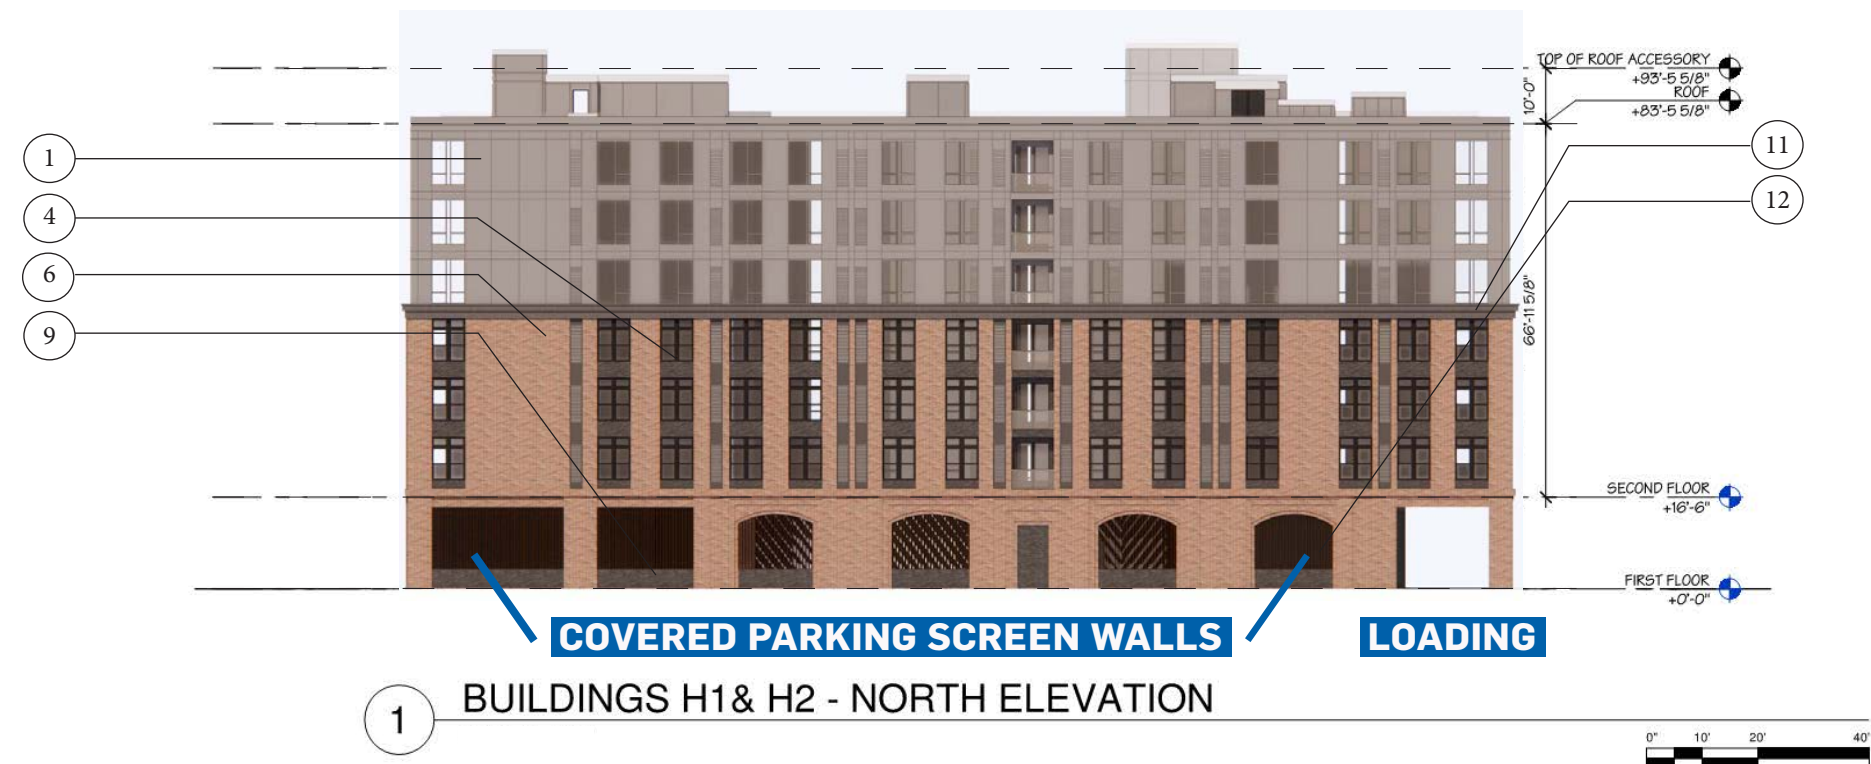 TOP OF ROOF ACCESSORY
+93'-5 5/8"
ROOF
+83'-5 5/8"
10'-0"
1
4
6
9
11
12
66'-11 5/8"
SECOND FLOOR
+16'-6"
FIRST FLOOR
+0'-0"
COVERED PARKING SCREEN WALLS
LOADING
1
BUILDINGS H1& H2 - NORTH ELEVATION
0" 10' 20' 40'